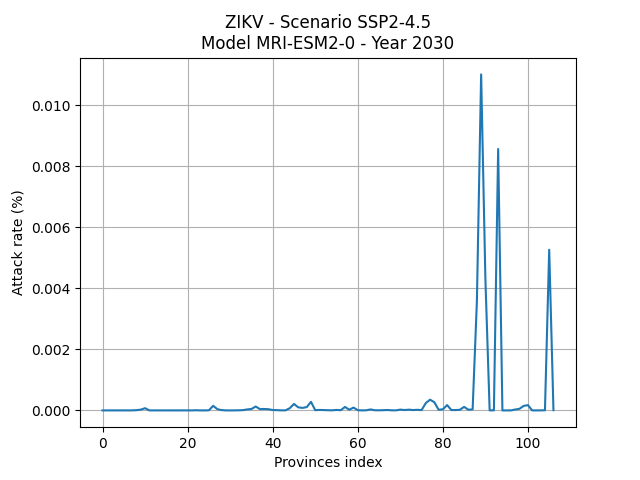 ZIKV - Scenario SSP2-4.5
Model MRI-ESM2-0 - Year 2030
Attack rate (%)
0.010
0.008
0.006
0.004
0.002
0.000
0 20 40 60 80 100
Provinces index